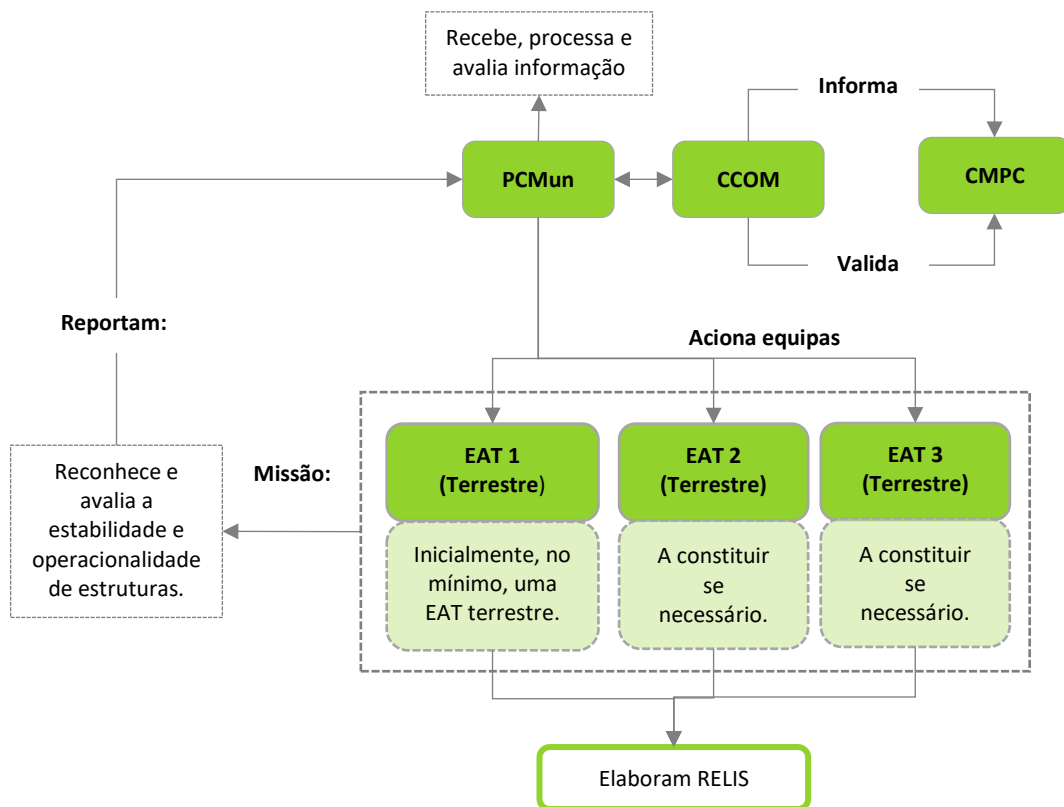 Recebe, processa e
avalia informação
Informa
PCMun
CCOM
CMPC
Valida
Reportam:
Aciona equipas
Reconhece e
avalia a
estabilidade e
operacionalidade
de estruturas.
Missão:
EAT 1
(Terrestre)
EAT 2
(Terrestre)
EAT 3
(Terrestre)
Inicialmente, no
mínimo, uma
EAT terrestre.
A constituir
se
necessário.
A constituir
se
necessário.
Elaboram RELIS